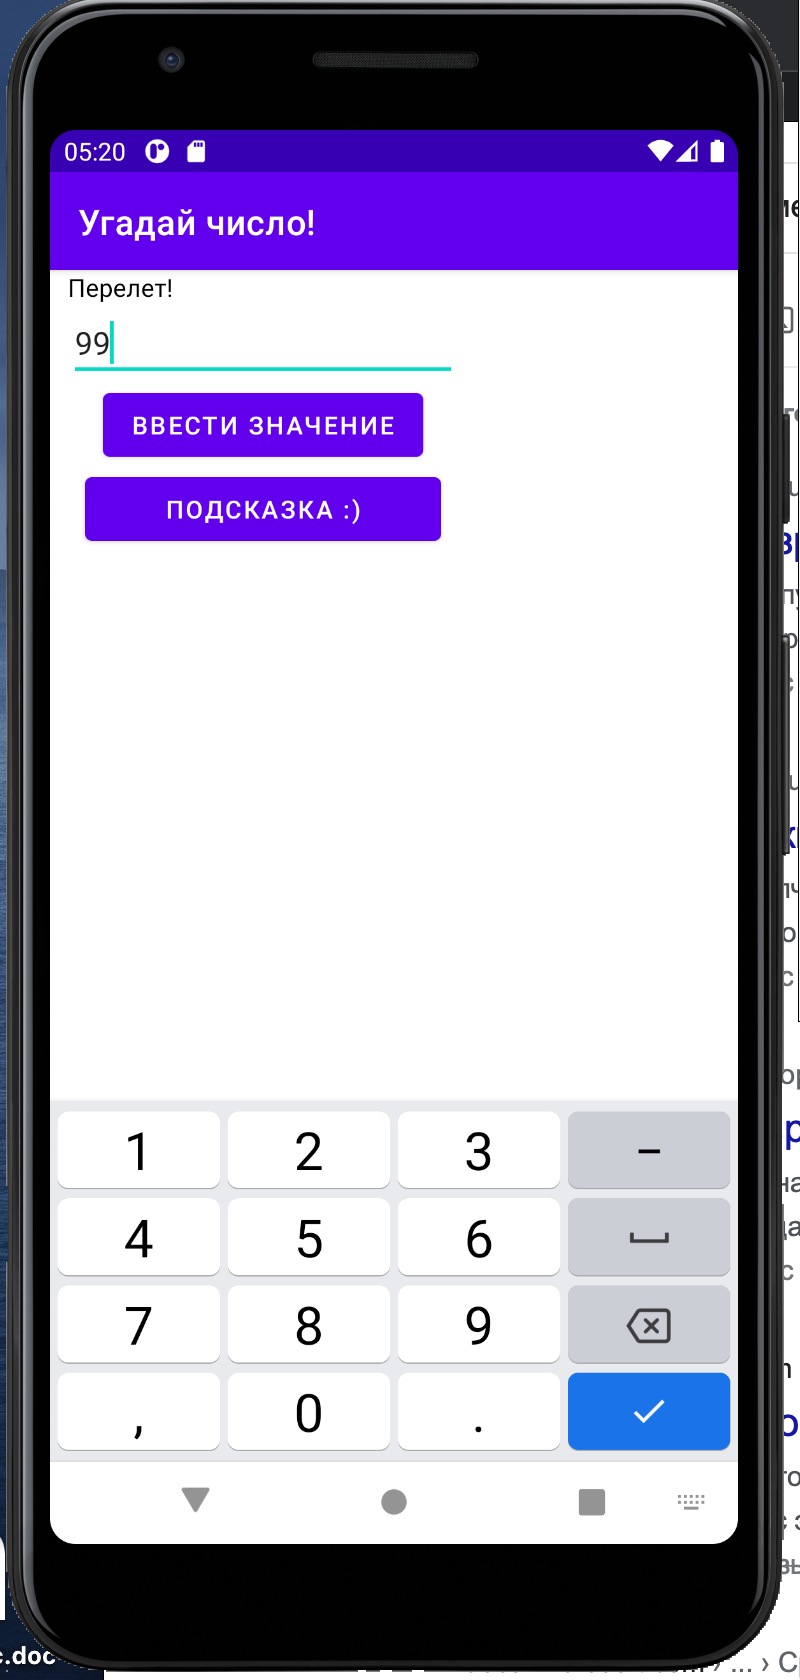 05:20
Угадай число!
Перелет!
99
ВВЕСТИ ЗНАЧЕНИЕ
ПОДСКАЗКА :)
1 2 3 –
4 5 6
7 8 9
, 0 .
c.doc